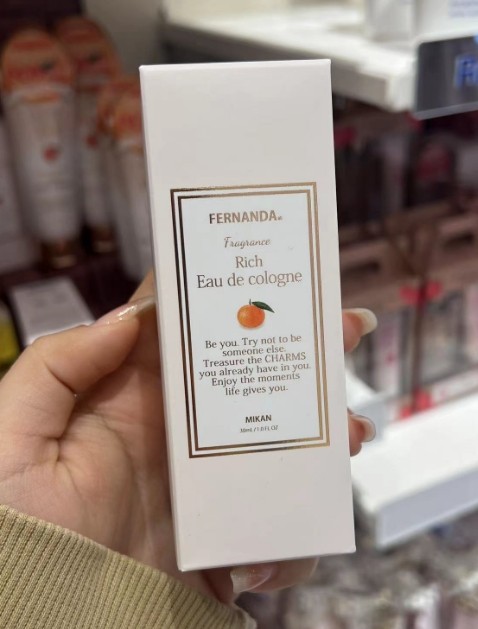 FERNANDA
Fragrance
Rich
Eau de cologne
Be you. Try not to be
someone else.
Treasure the CHARMS
you already have in you.
Enjoy the moments
life gives you.
MIKAN